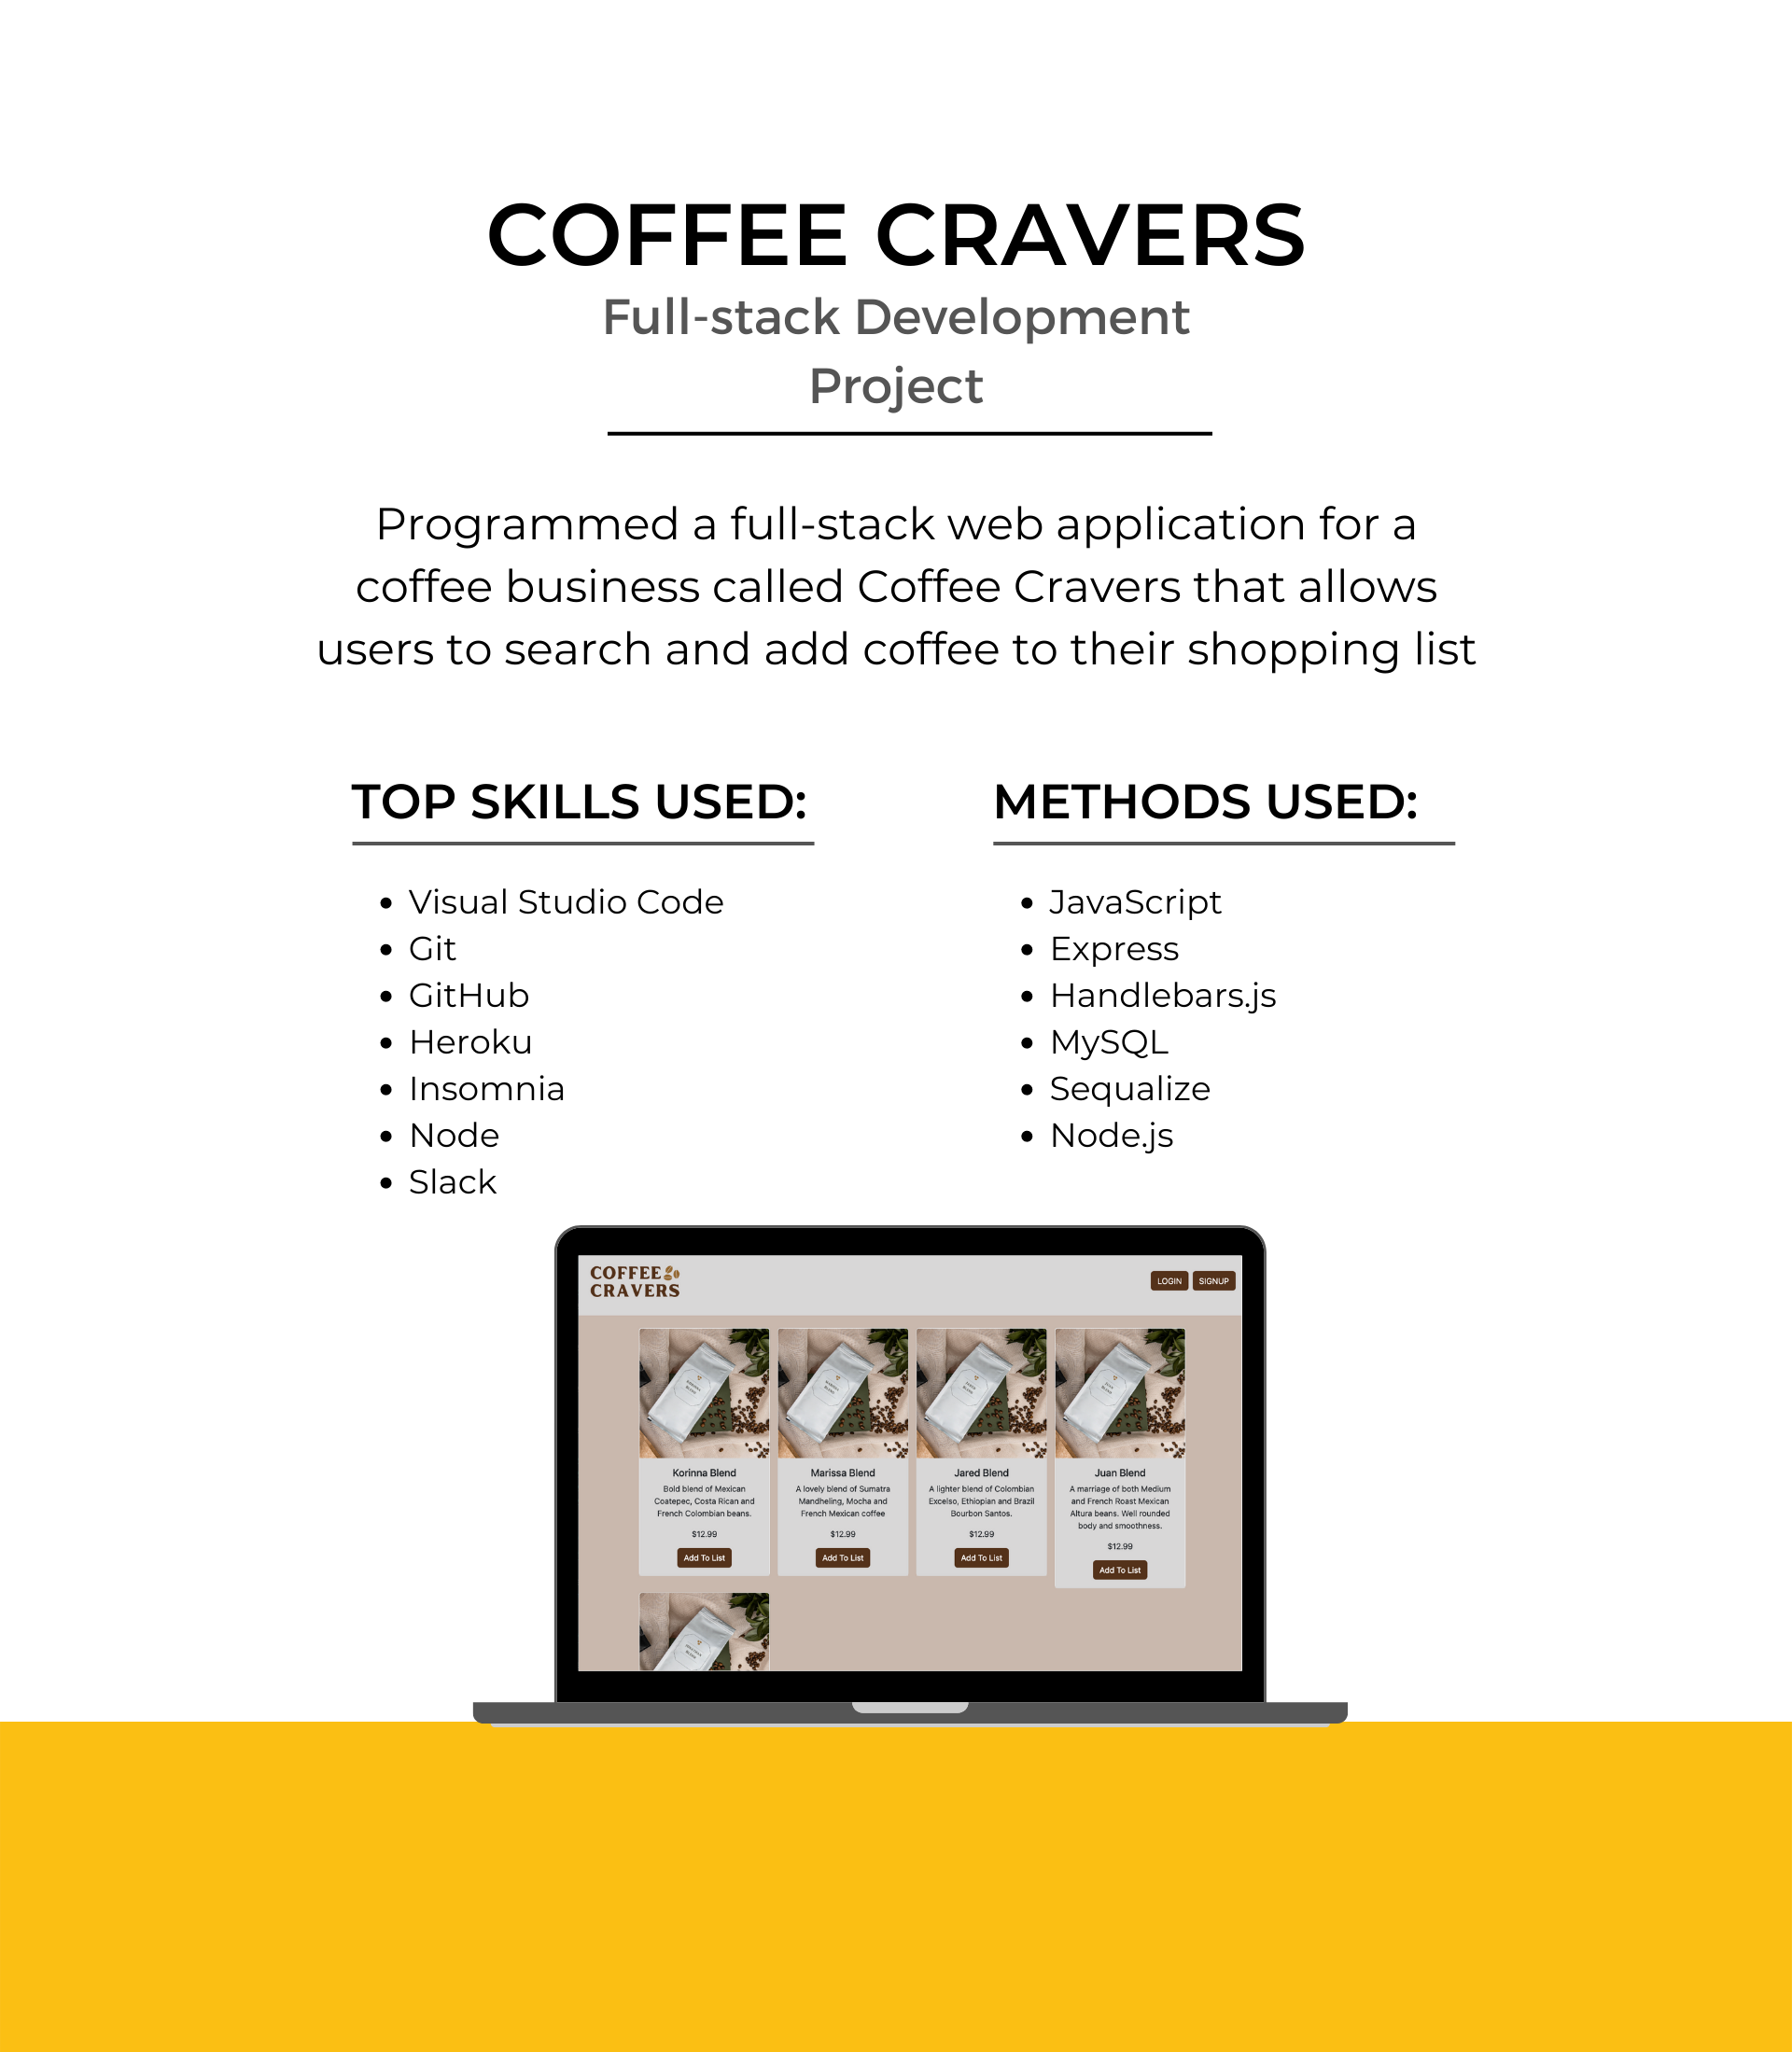 COFFEE CRAVERS
Full-stack Development
Project
Programmed a full-stack web application for a
coffee business called Coffee Cravers that allows
users to search and add coffee to their shopping list
TOP SKILLS USED:
Visual Studio Code
Git
GitHub
Heroku
Insomnia
Node
Slack
METHODS USED:
JavaScript
Express
Handlebars.js
MySQL
Sequalize
Node.js
COFFEE
CRAVERS
LOGIN
SIGNUP
Korinna Blend
Bold blend of Mexican
Coatepec, Costa Rican and
French Colombian beans.
$12.99
Add To List
Marissa Blend
A lovely blend of Sumatra
Mandheling, Mocha and
French Mexican coffee
$12.99
Add To List
Jared Blend
A lighter blend of Colombian
Excelso, Ethiopian and Brazil
Bourbon Santos.
$12.99
Add To List
Juan Blend
A marriage of both Medium
and French Roast Mexican
Altura beans. Well rounded
body and smoothness.
$12.99
Add To List